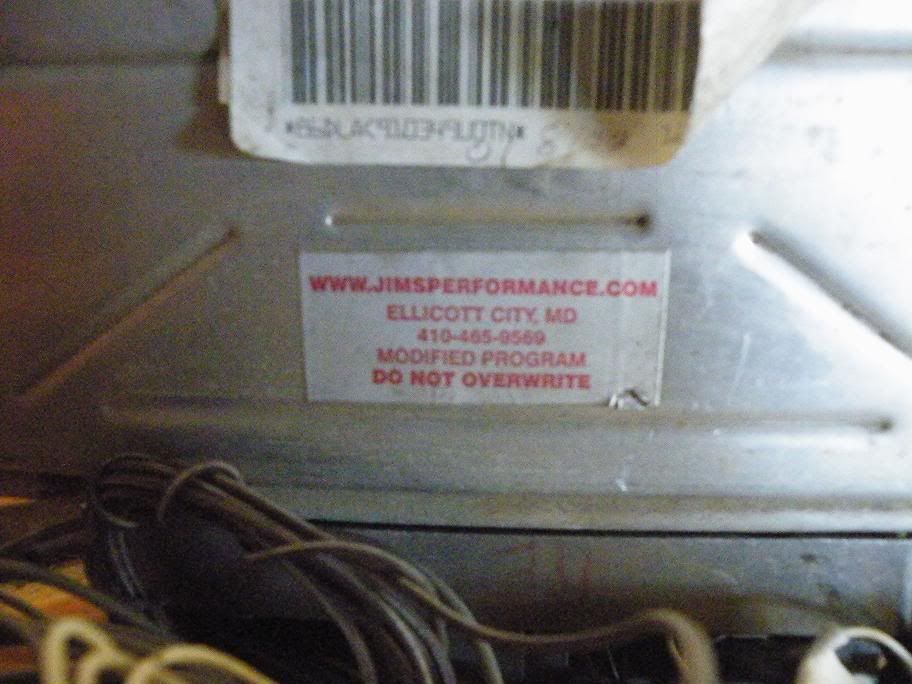 WWW.JIMSPERFORMANCE.COM
ELLICOTT CITY, MD
410-465-9569
MODIFIED PROGRAM
DO NOT OVERWRITE